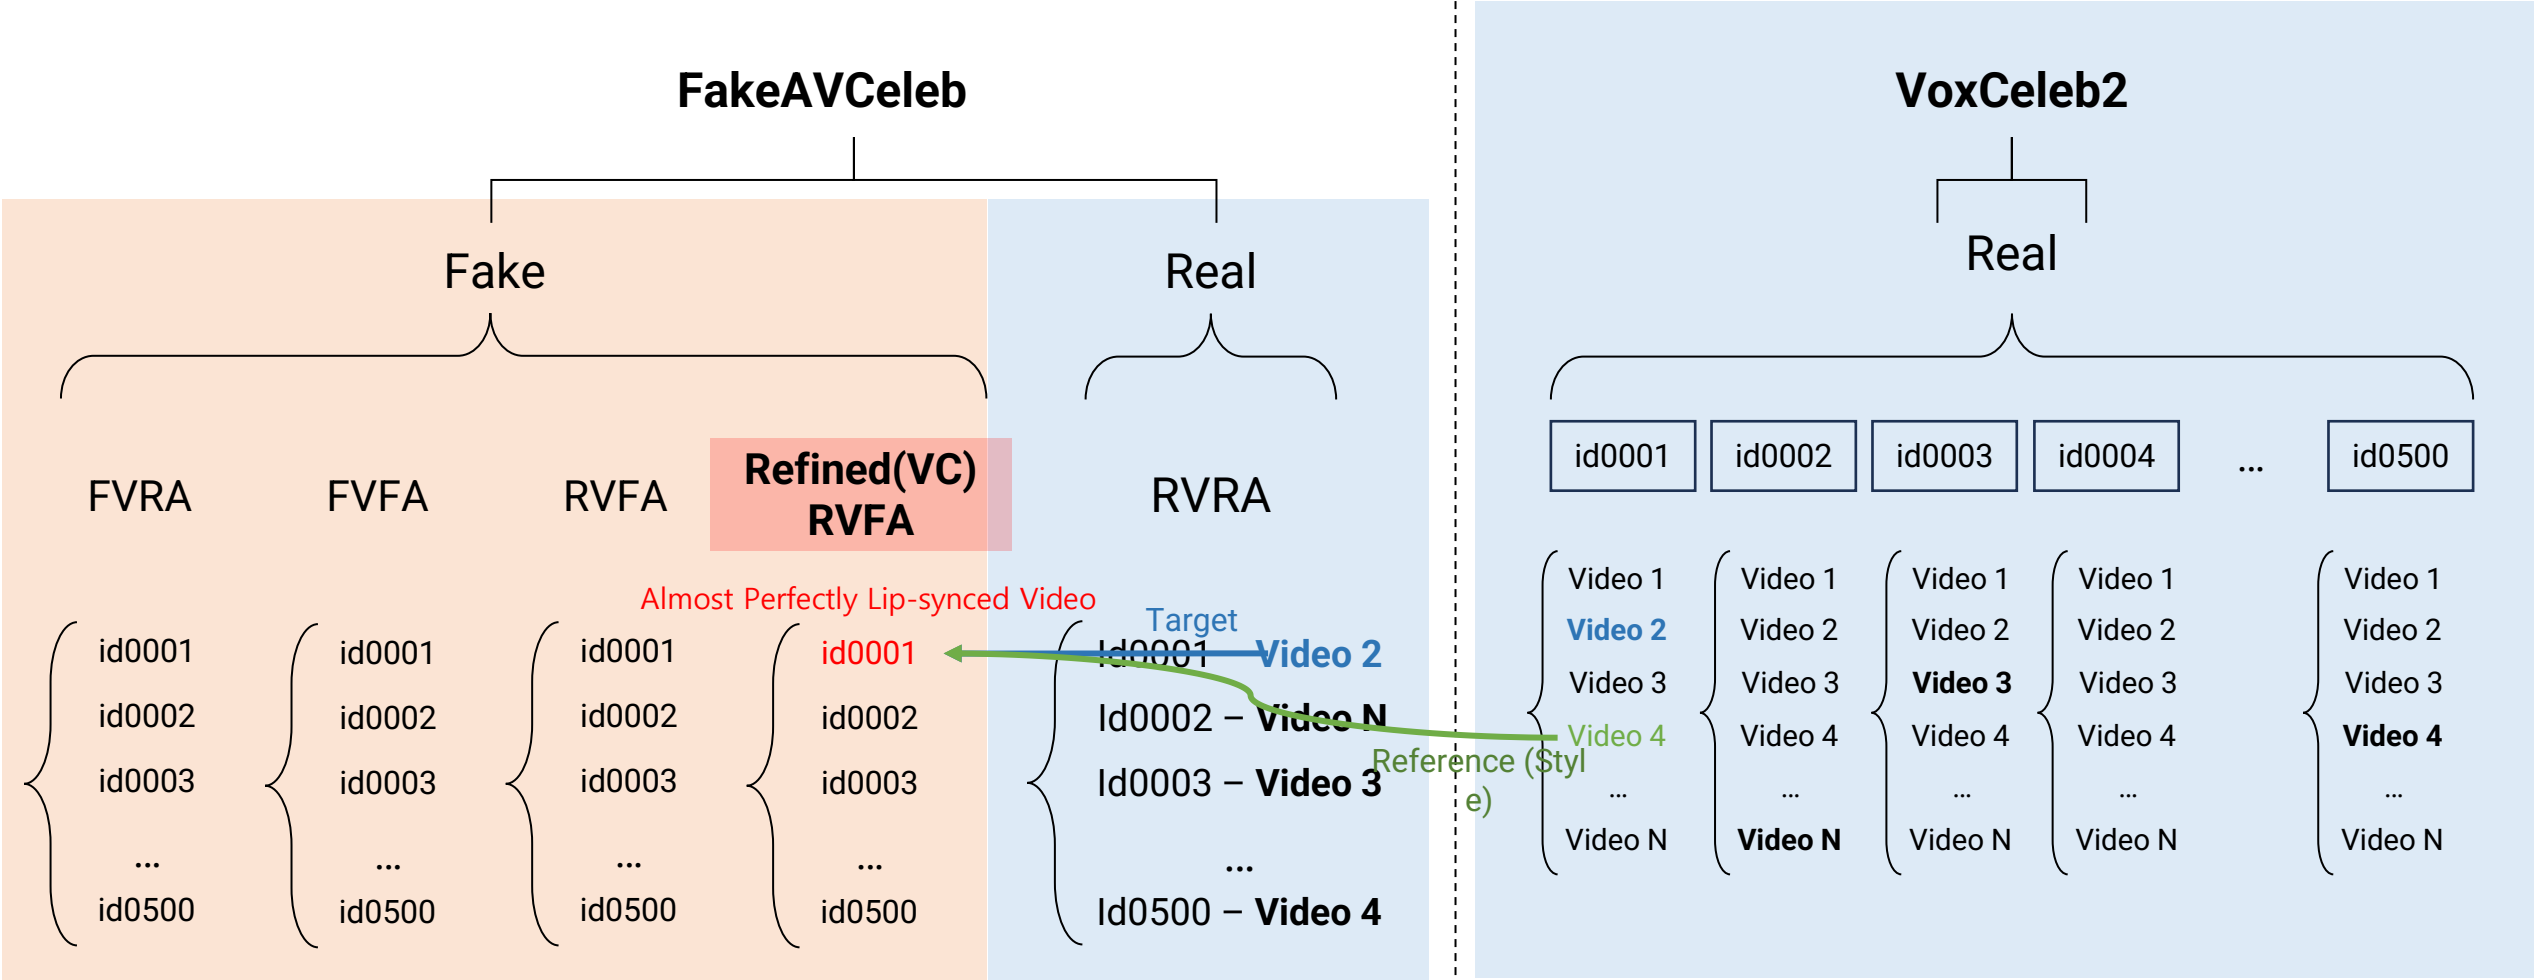 FakeAVCeleb
Fake
Real
FVRA
FVFA
RVFA
Refined(VC)
RVFA
RVRA
Almost Perfectly Lip-synced Video
Target
id0001
id0002
id0003
...
id0500
id0001
id0002
id0003
...
id0500
id0001
id0002
id0003
...
id0500
id0001
id0002
id0003
...
id0500
Id0001 Video 2
Id0002 – Video N
Id0003 – Video 3
...
Id0500 – Video 4
Reference (Styl
e)
VoxCeleb2
Real
id0001
id0002
id0003
id0004
...
id0500
Video 1
Video 2
Video 3
Video 4
...
Video N
Video 1
Video 2
Video 3
Video 4
...
Video N
Video 1
Video 2
Video 3
Video 4
...
Video N
Video 1
Video 2
Video 3
Video 4
...
Video N
Video 1
Video 2
Video 3
Video 4
...
Video N